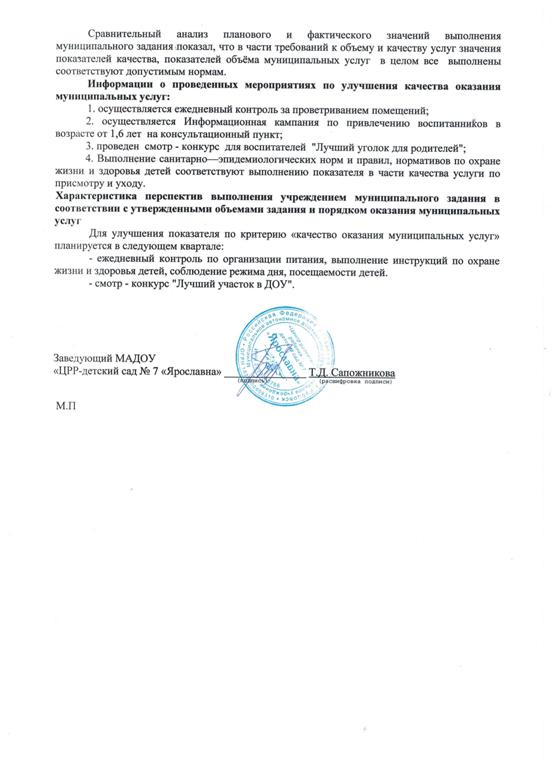 Сравнительный анализ планового и фактического значений выполнения
муниципального задания показал, что в части требований к объему и качеству услуг значения
показателей качества, показателей объёма муниципальных услуг в целом все выполнены
соответствуют допустимым нормам.
Информации о проведенных мероприятиях по улучшения качества оказания
муниципальных услуг:
1. осуществляется ежедневный контроль за проветриванием помещений;
2. осуществляется Информационная кампания по привлечению воспитанников в
возрасте от 1,6 лет на консультационный пункт;
3. проведен смотр - конкурс для воспитателей "Лучший уголок для родителей";
4. Выполнение санитарно—эпидемиологических норм и правил, нормативов по охране
жизни и здоровья детей соответствуют выполнению показателя в части качества услуги по
присмотру и уходу.
Характеристика перспектив выполнения учреждением муниципального задания в
соответствии с утвержденными объемами задания и порядком оказания муниципальных
услуг
Для улучшения показателя по критерию «качество оказания муниципальных услуг»
планируется в следующем квартале:
- ежедневный контроль по организации питания, выполнение инструкций по охране
жизни и здоровья детей, соблюдение режима дня, посещаемости детей.
- смотр - конкурс "Лучший участок в ДОУ".
Заведующий МАДОУ
«ЦРР-детский сад № 7 «Ярославна» Т.Д. Сапожникова
(подпись) (расшифровка подписи)
Российская Федерация
Муниципальное автономное
«Ярославна»
М.П